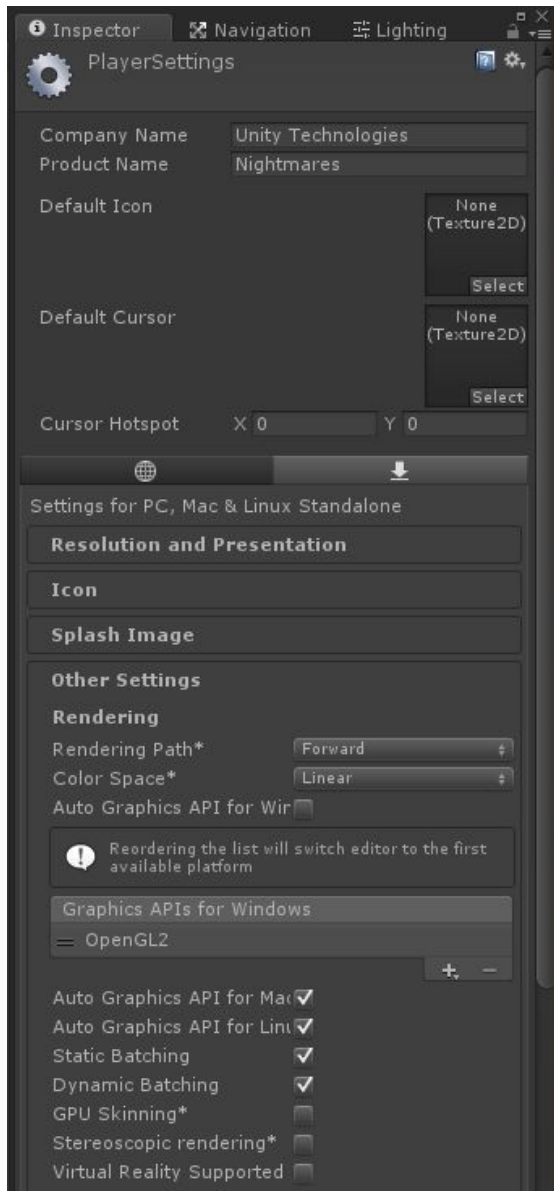 Inspector Navigation Lighting
PlayerSettings
Company Name Unity Technologies
Product Name Nightmares
Default Icon None
(Texture2D)
Select
Default Cursor None
(Texture2D)
Select
Cursor Hotspot X 0 Y 0
Settings for PC, Mac & Linux Standalone
Resolution and Presentation
Icon
Splash Image
Other Settings
Rendering
Rendering Path* Forward
Color Space* Linear
Auto Graphics API for Win
Reordering the list will switch editor to the first
available platform
Graphics APIs for Windows
OpenGL2
Auto Graphics API for Mac
Auto Graphics API for Linu
Static Batching
Dynamic Batching
GPU Skinning*
Stereoscopic rendering*
Virtual Reality Supported